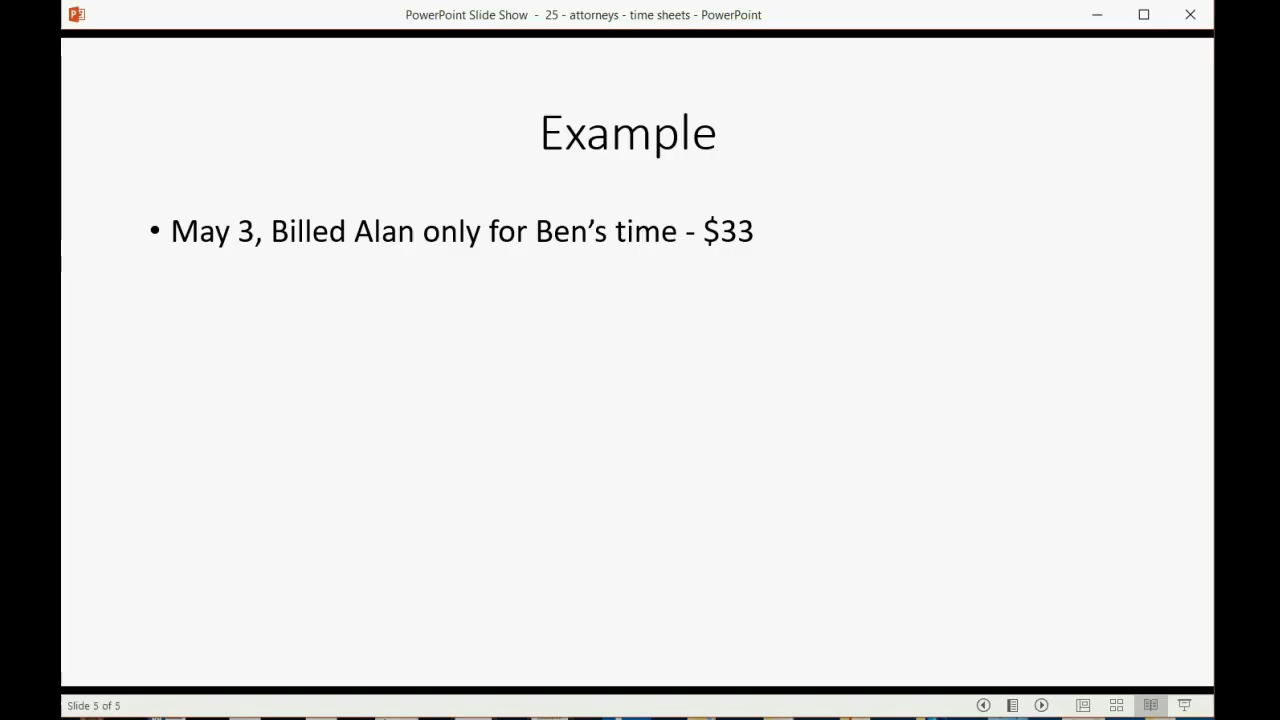 PowerPoint Slide Show - 25 - attorneys - time sheets - PowerPoint
Example
• May 3, Billed Alan only for Ben’s time - $33
Slide 5 of 5